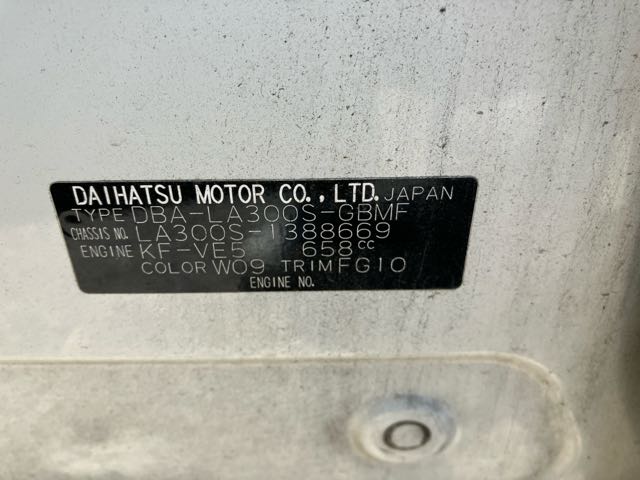 DAIHATSU MOTOR CO., LTD. JAPAN
TYPE DBA-LA300S-GBMF
CHASSIS NO. LA300S-1388669
ENGINE KF-VE5 658cc
COLOR W09 TRIM FG10
ENGINE NO.